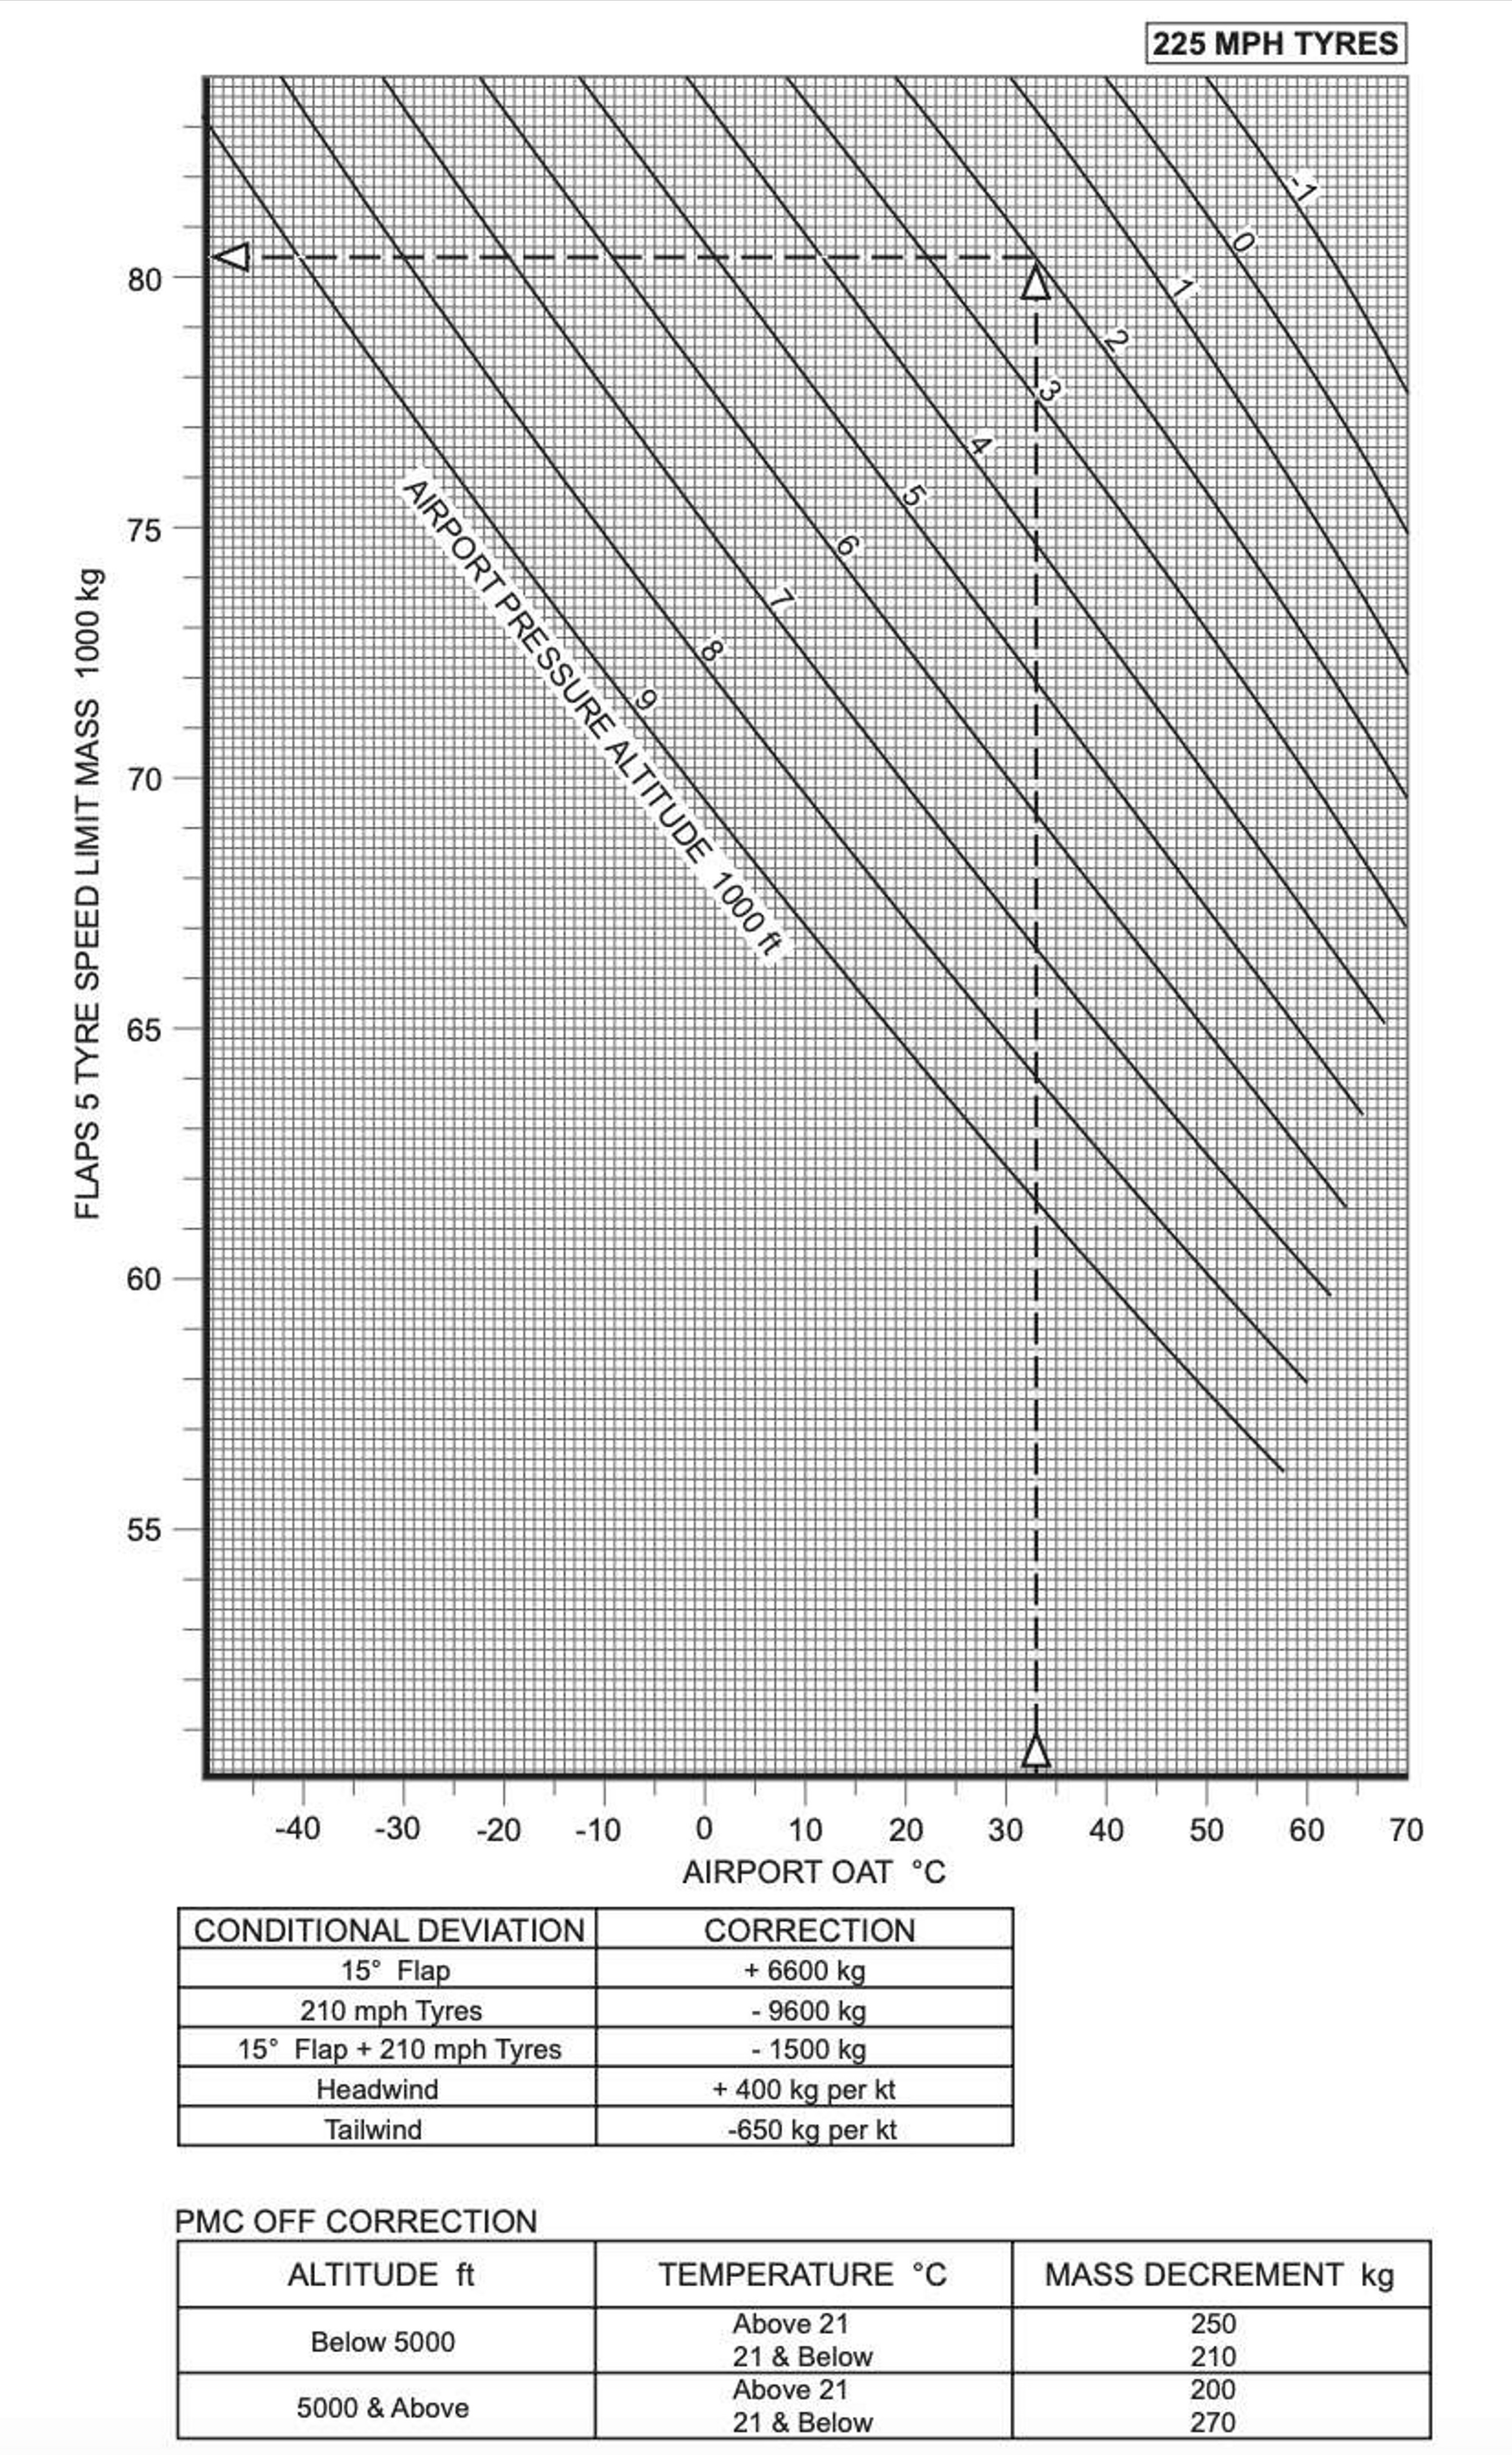 225 MPH TYRES
-1
0
1
2
3
4
5
6
7
8
9
AIRPORT PRESSURE ALTITUDE 1000 ft
FLAPS 5 TYRE SPEED LIMIT MASS 1000 kg
80
75
70
65
60
55
-40 -30 -20 -10 0 10 20 30 40 50 60 70
AIRPORT OAT °C
CONDITIONAL DEVIATION CORRECTION
15° Flap + 6600 kg
210 mph Tyres - 9600 kg
15° Flap + 210 mph Tyres - 1500 kg
Headwind + 400 kg per kt
Tailwind -650 kg per kt
PMC OFF CORRECTION
ALTITUDE ft TEMPERATURE °C MASS DECREMENT kg
Below 5000
Above 21 250
21 & Below 210
5000 & Above
Above 21 200
21 & Below 270